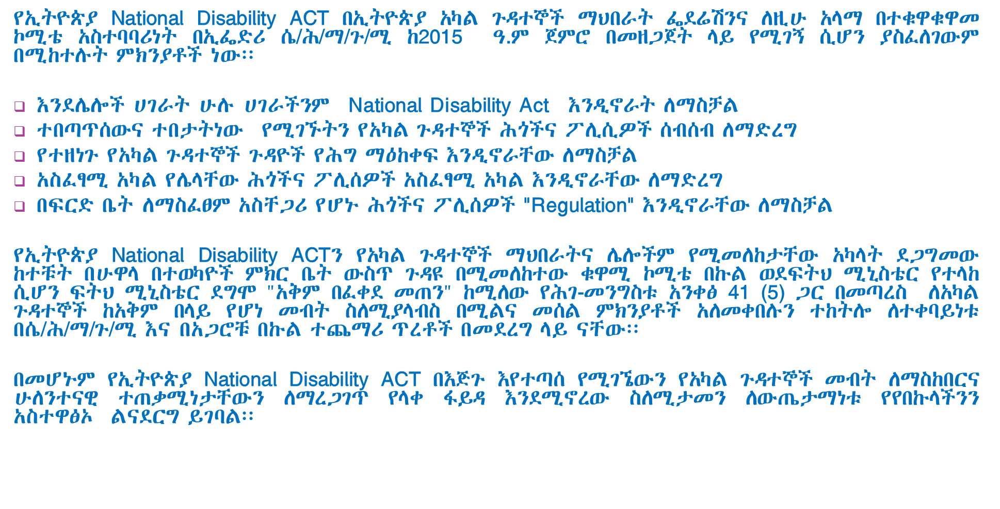 የኢትዮጵያ National Disability ACT በኢትዮጵያ አካል ጉዳተኞች ማህበራት ፌደሬሽንና ለዚሁ አላማ በተቁዋቁዋመ
ኮሚቴ አስተባባሪነት በኢፌድሪ ሴ/ሕ/ማ/ጉ/ሚ ከ2015 ዓ.ም ጀምሮ በመዘጋጀት ላይ የሚገኝ ሲሆን ያስፈለገውም
በሚከተሉት ምክንያቶች ነው፡፡
❑ እንደሌሎች ሀገራት ሁሉ ሀገራችንም National Disability Act እንዲኖራት ለማስቻል
❑ ተበጣጥሰውና ተበታትነው የሚገኙትን የአካል ጉዳተኞች ሕጎችና ፖሊሲዎች ሰብሰብ ለማድረግ
❑ የተዘነጉ የአካል ጉዳተኞች ጉዳዮች የሕግ ማዕከቀፍ እንዲኖራቸው ለማስቻል
❑ አስፈፃሚ አካል የሌላቸው ሕጎችና ፖሊሰዎች አስፈፃሚ አካል እንዲኖራቸው ለማድረግ
❑ በፍርድ ቤት ለማስፈፀም አስቸጋሪ የሆኑ ሕጎችና ፖሊሰዎች "Regulation" እንዲኖራቸው ለማስቻል
የኢትዮጵያ National Disability ACTን የአካል ጉዳተኞች ማህበራትና ሌሎችም የሚመለከታቸው አካላት ደጋግመው
ከተቹት በሁዋላ በተወካዮች ምክር ቤት ውስጥ ጉዳዩ በሚመለከተው ቁዋሚ ኮሚቴ በኩል ወደፍትህ ሚኒስቴር የተላከ
ሲሆን ፍትህ ሚኒስቴር ደግሞ "አቅም በፈቀደ መጠን" ከሚለው የሕገ-መንግስቱ አንቀፅ 41 (5) ጋር በመጣረስ ለአካል
ጉዳተኞች ከአቅም በላይ የሆነ መብት ስለሚያላብስ በሚልና መሰል ምክንያቶች አለመቀበሉን ተከትሎ ለተቀባይነቱ
በሴ/ሕ/ማ/ጉ/ሚ እና በአጋሮቹ በኩል ተጨማሪ ጥረቶች በመደረግ ላይ ናቸው፡፡
በመሆኑም የኢትዮጵያ National Disability ACT በእጅጉ እየተጣሰ የሚገኜውን የአካል ጉዳተኞች መብት ለማስከበርና
ሁለንተናዊ ተጠቃሚነታቸውን ለማረጋገጥ የላቀ ፋይዳ እንደሚኖረው ስለሚታመን ለውጤታማነቱ የየበኩላችንን
አስተዋፅኦ ልናደርግ ይገባል፡፡